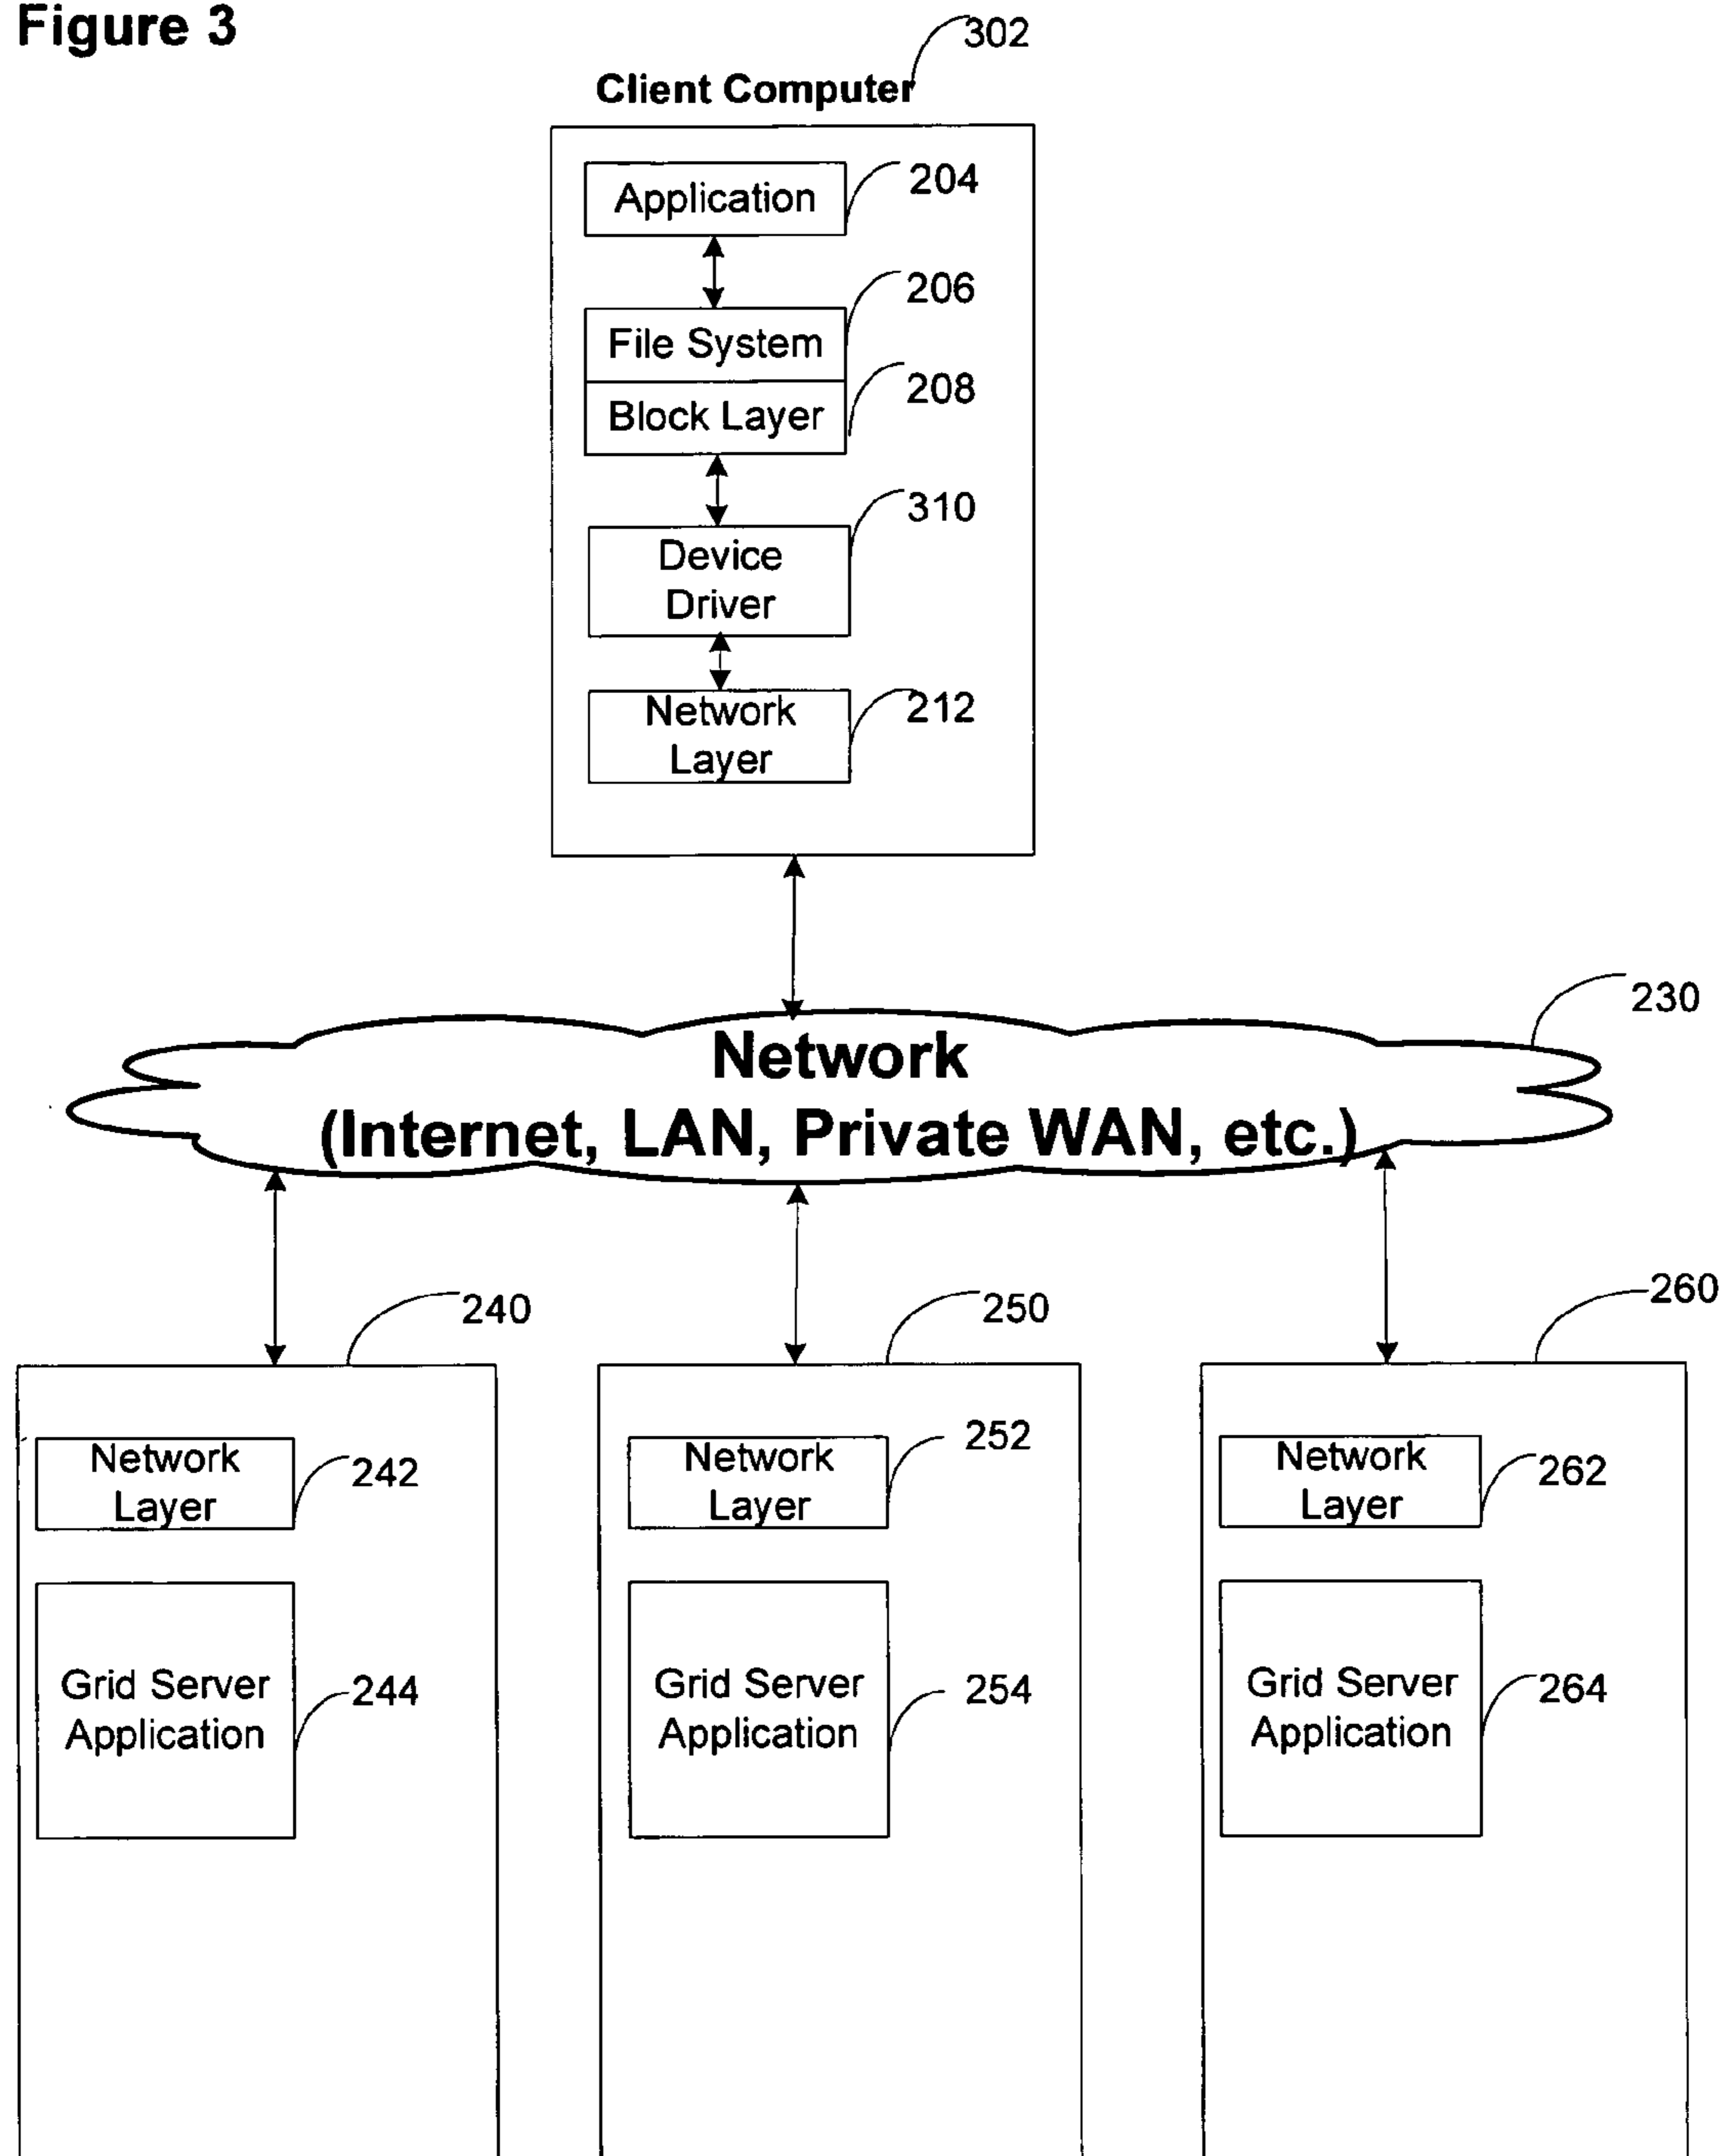 Figure 3
302
Client Computer
Application
204
File System
206
Block Layer
208
Device
Driver
310
Network
Layer
212
230
Network
(Internet, LAN, Private WAN, etc.)
240
250
260
Network
Layer
242
Network
Layer
252
Network
Layer
262
Grid Server
Application
244
Grid Server
Application
254
Grid Server
Application
264